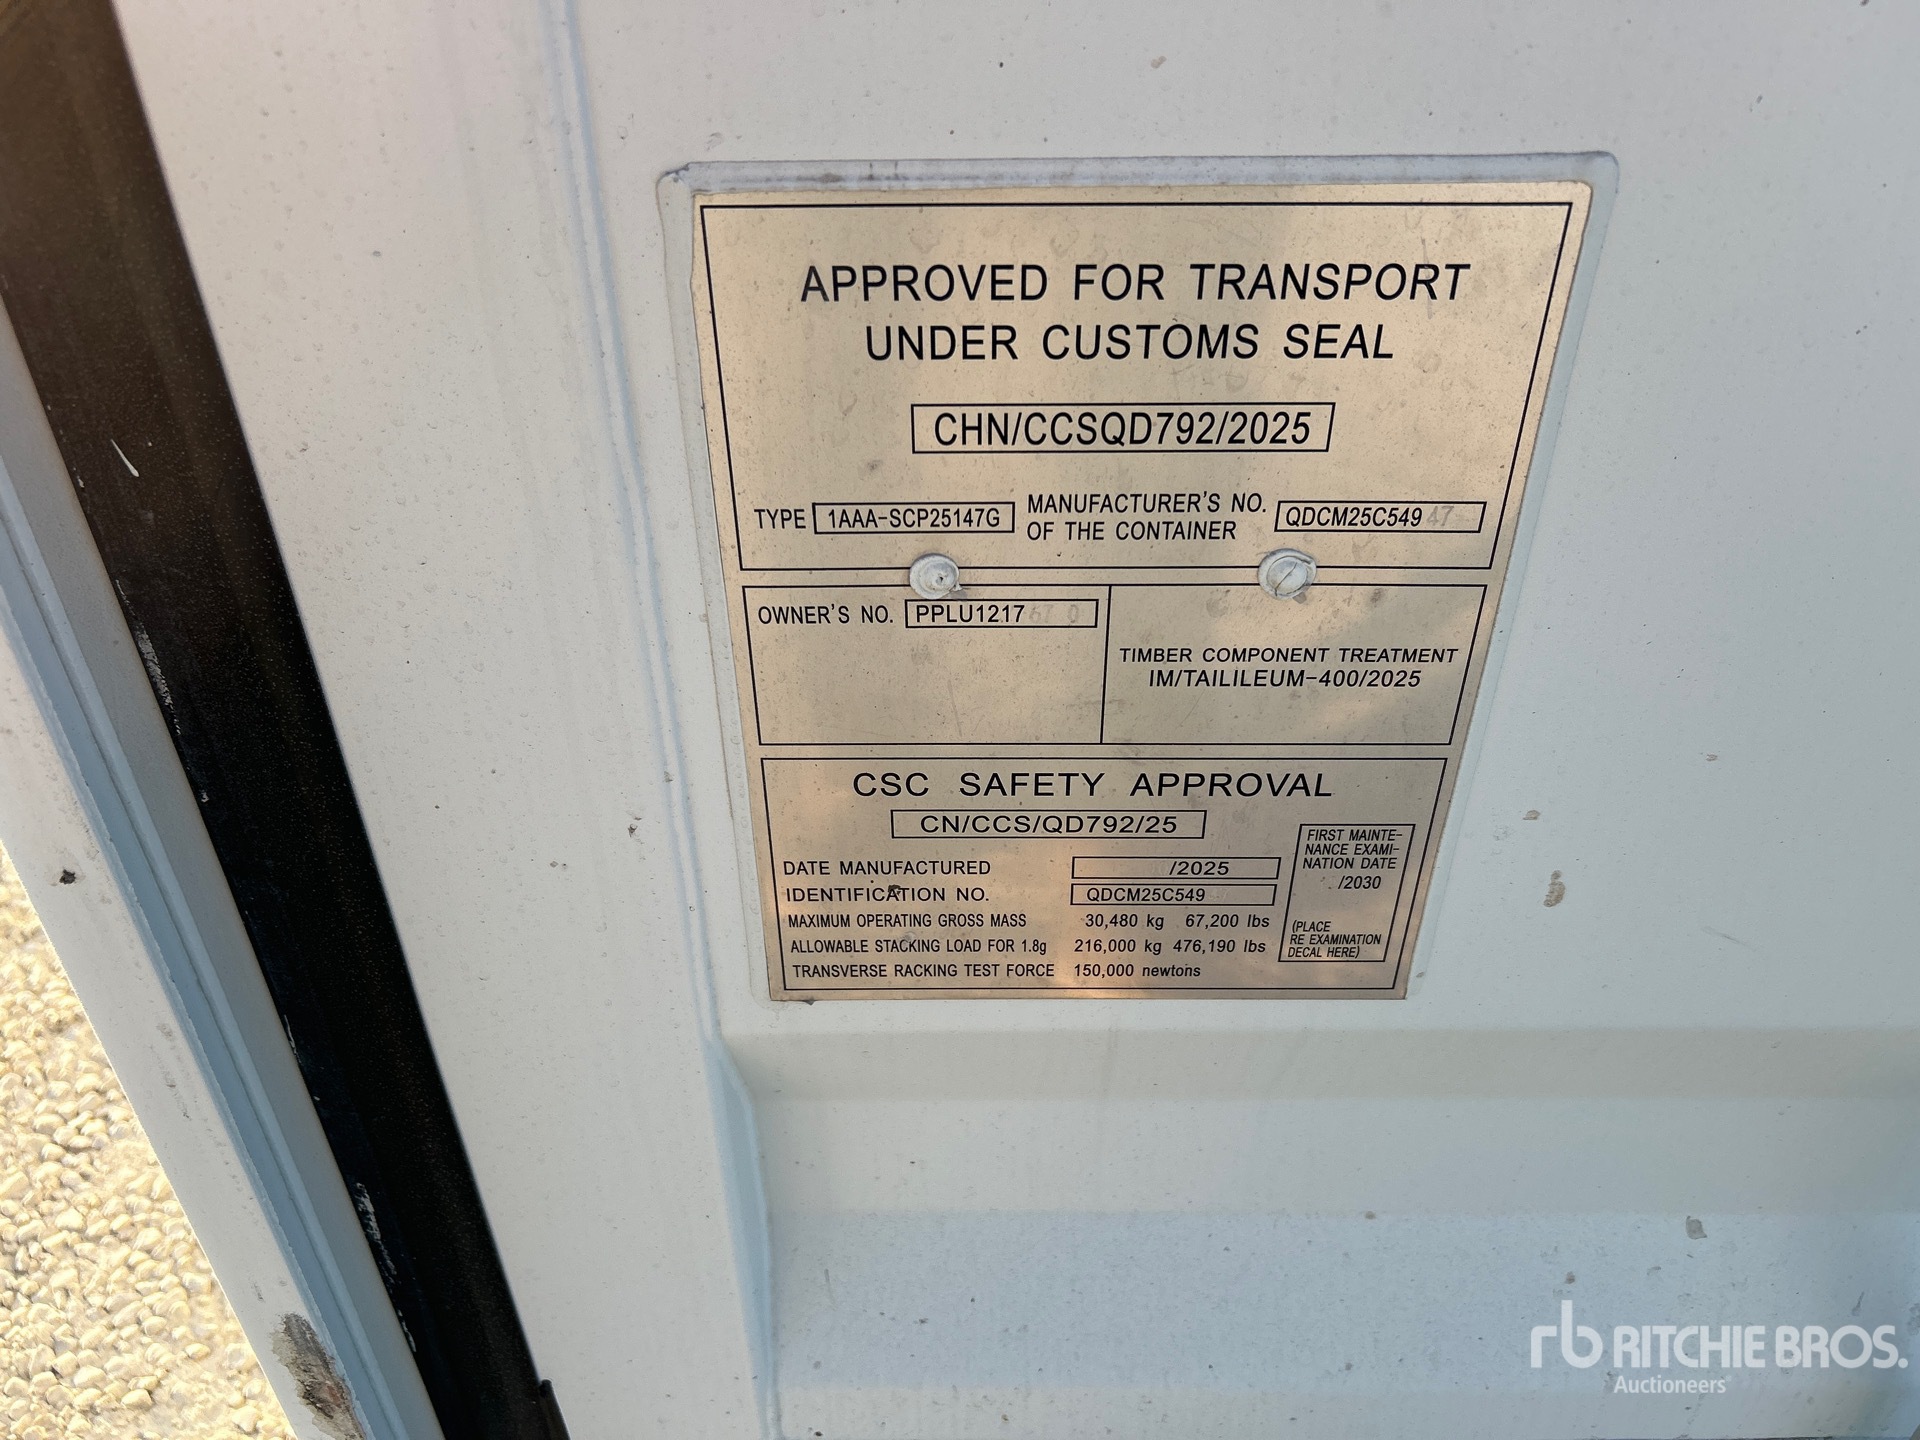 APPROVED FOR TRANSPORT
UNDER CUSTOMS SEAL
CHN/CCSQD792/2025
TYPE 1AAA-SCP25147G
MANUFACTURER'S NO.
OF THE CONTAINER
QDCM25C54947
OWNER'S NO. PPLU1217
TIMBER COMPONENT TREATMENT
IM/TAILILEUM-400/2025
CSC SAFETY APPROVAL
CN/CCS/QD792/25
DATE MANUFACTURED /2025
IDENTIFICATION NO. QDCM25C549
MAXIMUM OPERATING GROSS MASS 30,480 kg 67,200 lbs
ALLOWABLE STACKING LOAD FOR 1.8g 216,000 kg 476,190 lbs
TRANSVERSE RACKING TEST FORCE 150,000 newtons
FIRST MAINTE-
NANCE EXAMI-
NATION DATE
/2030
(PLACE
RE EXAMINATION
DECAL HERE)
rb RITCHIE BROS.
Auctioneers